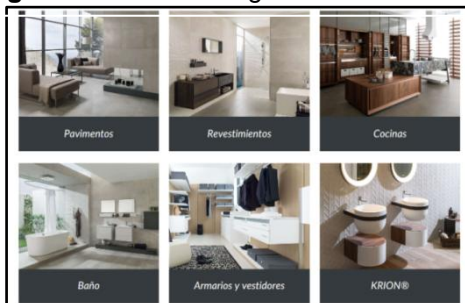 Pavimentos
Revestimientos
Cocinas
Baño
Armarios y vestidores
KRION®